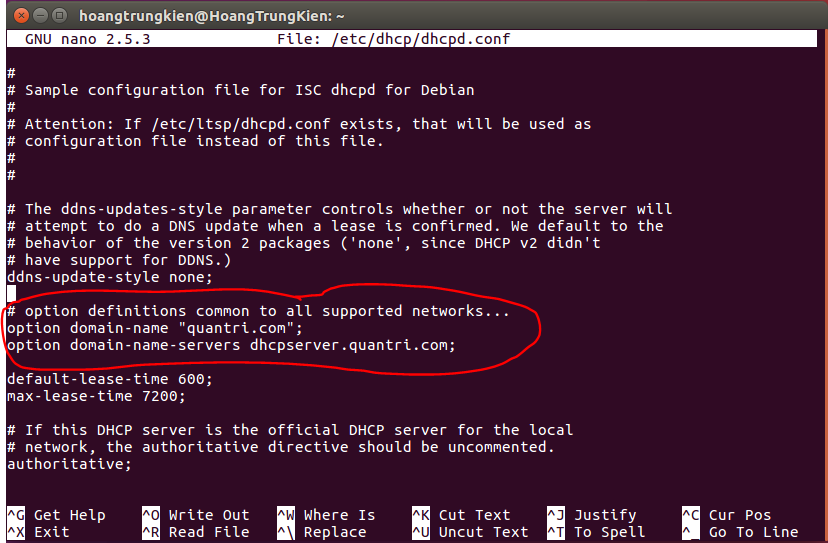 hoangtrungkien@HoangTrungKien: ~
GNU nano 2.5.3 File: /etc/dhcp/dhcpd.conf
#
# Sample configuration file for ISC dhcpd for Debian
#
# Attention: If /etc/ltsp/dhcpd.conf exists, that will be used as
# configuration file instead of this file.
#
#
# The ddns-updates-style parameter controls whether or not the server will
# attempt to do a DNS update when a lease is confirmed. We default to the
# behavior of the version 2 packages ('none', since DHCP v2 didn't
# have support for DDNS.)
ddns-update-style none;
# option definitions common to all supported networks...
option domain-name "quantri.com";
option domain-name-servers dhcpserver.quantri.com;
default-lease-time 600;
max-lease-time 7200;
# If this DHCP server is the official DHCP server for the local
# network, the authoritative directive should be uncommented.
authoritative;
^G Get Help ^O Write Out ^W Where Is ^K Cut Text ^J Justify ^C Cur Pos
^X Exit ^R Read File ^\ Replace ^U Uncut Text ^T To Spell ^_ Go To Line